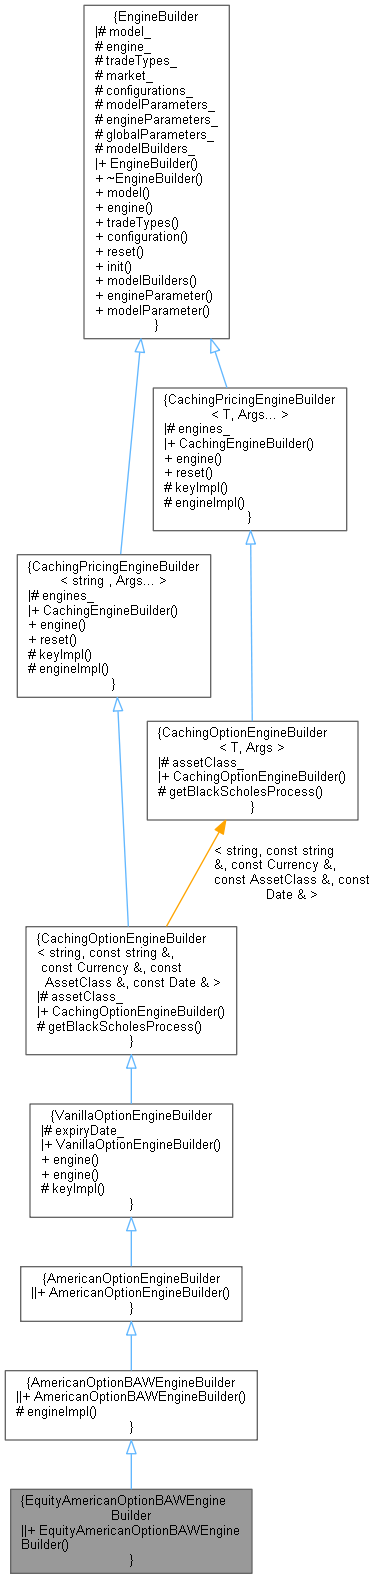 {EngineBuilder
|# model_
# engine_
# tradeTypes_
# market_
# configurations_
# modelParameters_
# engineParameters_
# globalParameters_
# modelBuilders_
|+ EngineBuilder()
+ ~EngineBuilder()
+ model()
+ engine()
+ tradeTypes()
+ configuration()
+ reset()
+ init()
+ modelBuilders()
+ engineParameter()
+ modelParameter()
}
{CachingPricingEngineBuilder
< T, Args... >
|# engines_
|+ CachingEngineBuilder()
+ engine()
+ reset()
# keyImpl()
# engineImpl()
}
{CachingPricingEngineBuilder
< string , Args... >
|# engines_
|+ CachingEngineBuilder()
+ engine()
+ reset()
# keyImpl()
# engineImpl()
}
{CachingOptionEngineBuilder
< T, Args >
|# assetClass_
|+ CachingOptionEngineBuilder()
# getBlackScholesProcess()
}
< string, const string
&, const Currency &,
const AssetClass &, const
Date & >
{CachingOptionEngineBuilder
< string, const string &,
const Currency &, const
AssetClass &, const Date & >
|# assetClass_
|+ CachingOptionEngineBuilder()
# getBlackScholesProcess()
}
{VanillaOptionEngineBuilder
|# expiryDate_
|+ VanillaOptionEngineBuilder()
+ engine()
+ engine()
# keyImpl()
}
{AmericanOptionEngineBuilder
||+ AmericanOptionEngineBuilder()
}
{AmericanOptionBAWEngineBuilder
||+ AmericanOptionBAWEngineBuilder()
# engineImpl()
}
{EquityAmericanOptionBAWEngine
Builder
||+ EquityAmericanOptionBAWEngine
Builder()
}